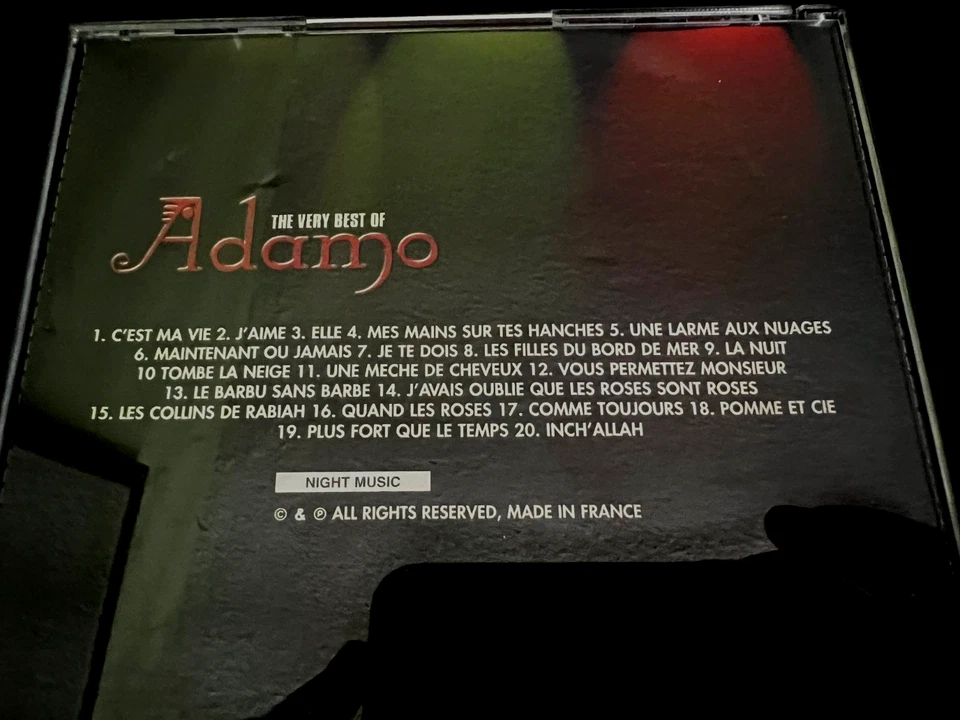 THE VERY BEST OF
Adamo
1. C'EST MA VIE 2. J'AIME 3. ELLE 4. MES MAINS SUR TES HANCHES 5. UNE LARME AUX NUAGES
6. MAINTENANT OU JAMAIS 7. JE TE DOIS 8. LES FILLES DU BORD DE MER 9. LA NUIT
10 TOMBE LA NEIGE 11. UNE MECHE DE CHEVEUX 12. VOUS PERMETTEZ MONSIEUR
13. LE BARBU SANS BARBE 14. J'AVAIS OUBLIE QUE LES ROSES SONT ROSES
15. LES COLLINS DE RABIAH 16. QUAND LES ROSES 17. COMME TOUJOURS 18. POMME ET CIE
19. PLUS FORT QUE LE TEMPS 20. INCH'ALLAH
NIGHT MUSIC
© & ℗ ALL RIGHTS RESERVED, MADE IN FRANCE